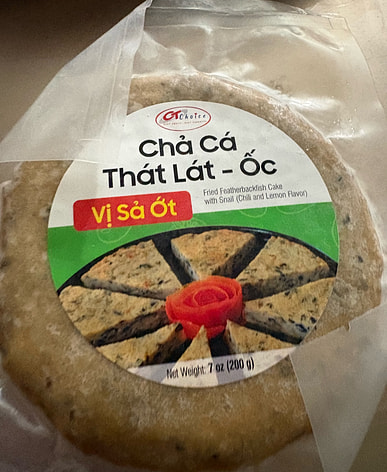 Choice
Chả Cá
Thát Lát - Ốc
Vị Sả Ớt
Fried Featherbackfish Cake
with Snail (Chili and Lemon Flavor)
Net Weight: 7 oz (200 g)